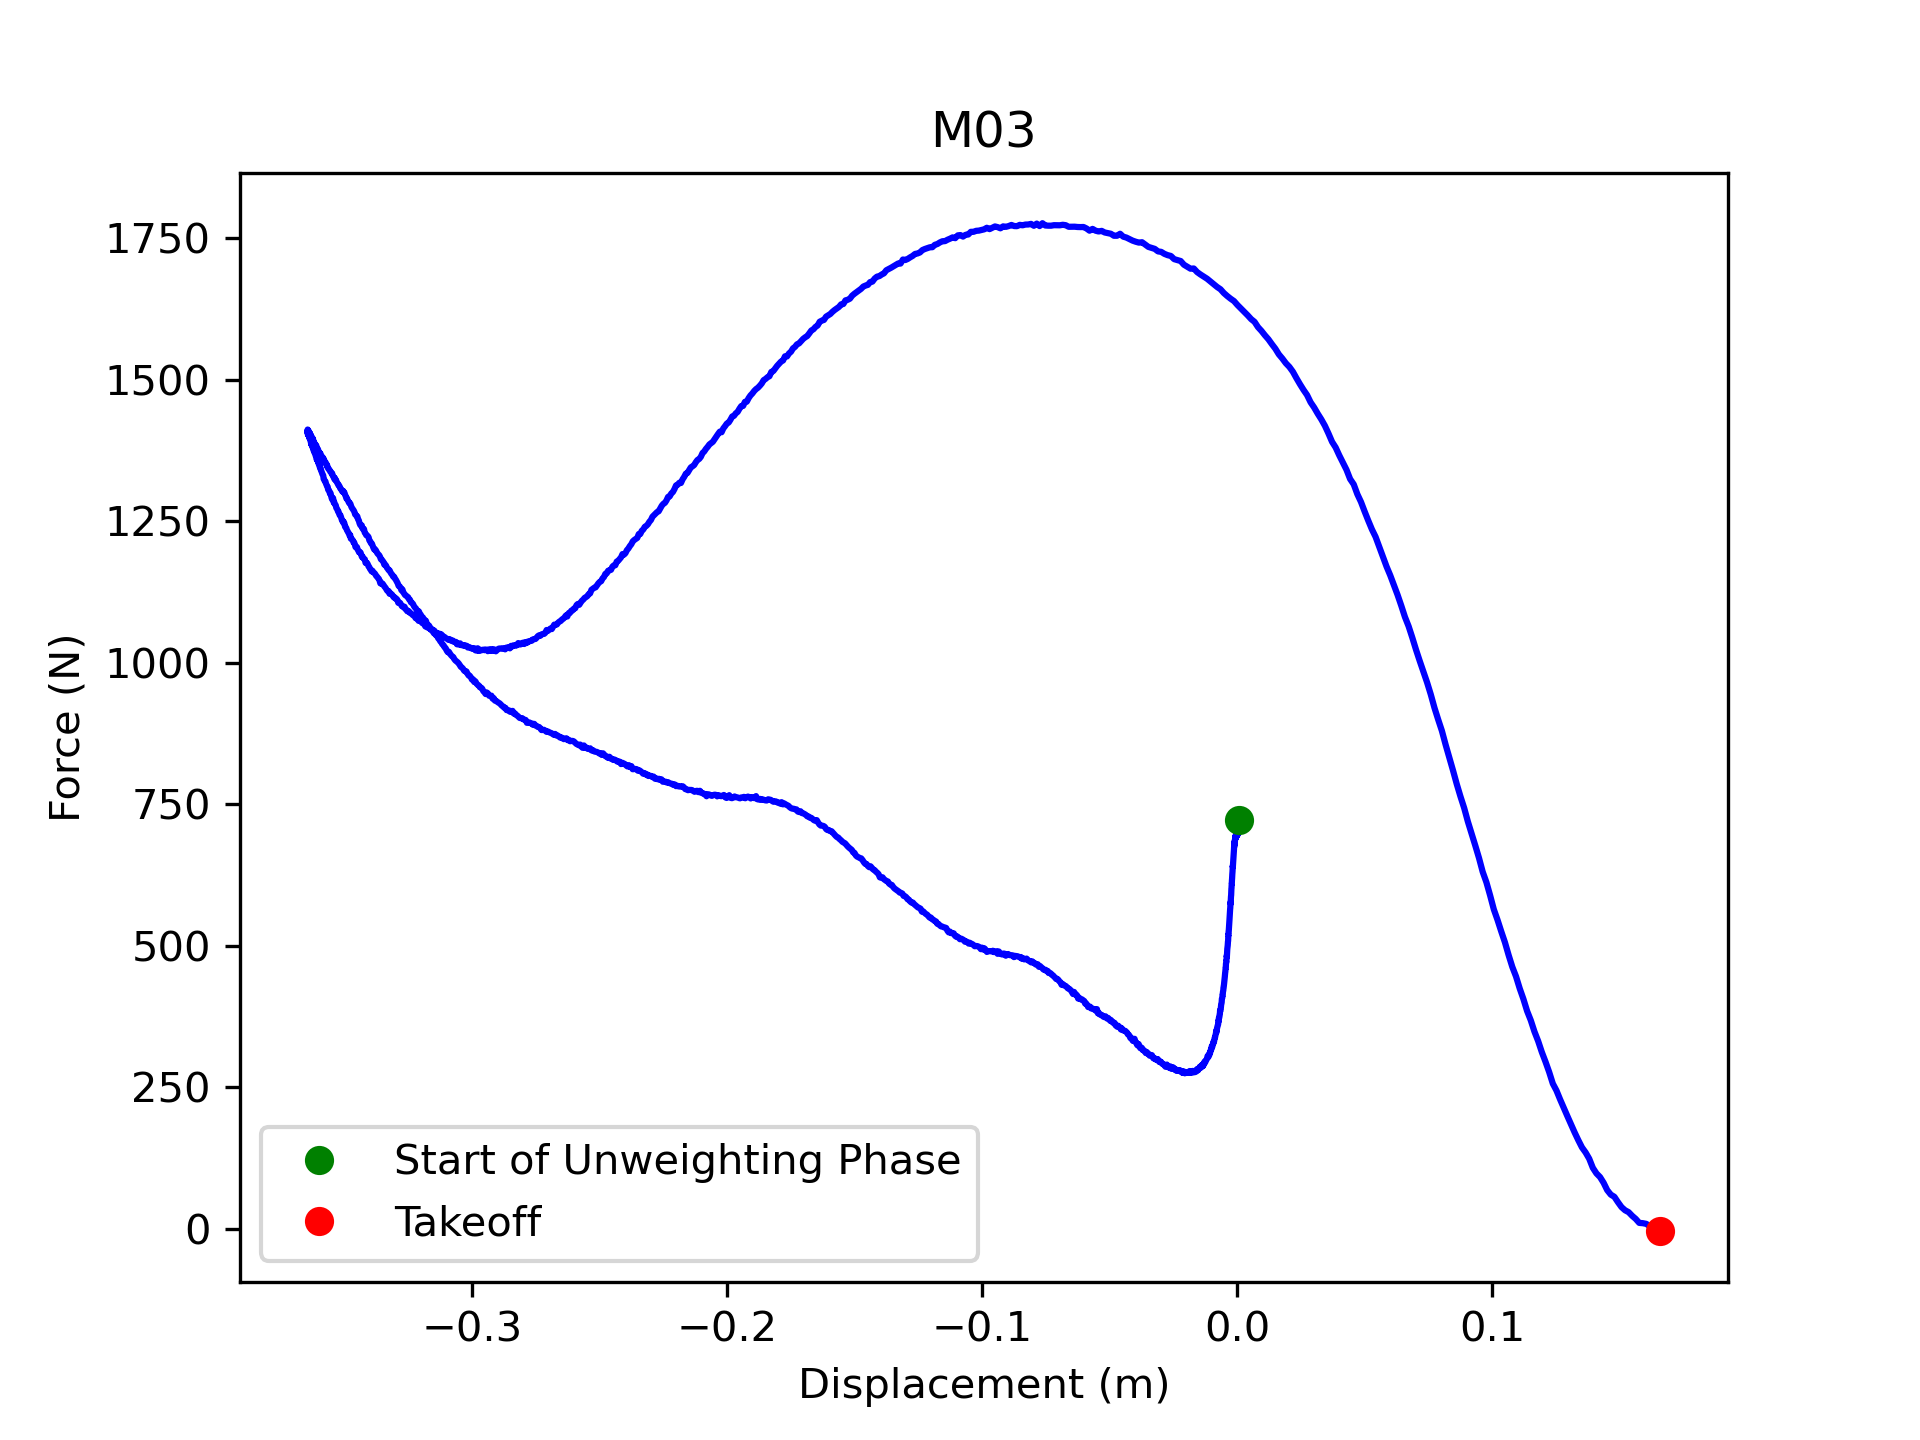 M03
1750
1500
1250
1000
750
500
250
0
Force (N)
Start of Unweighting Phase
Takeoff
−0.3 −0.2 −0.1 0.0 0.1
Displacement (m)